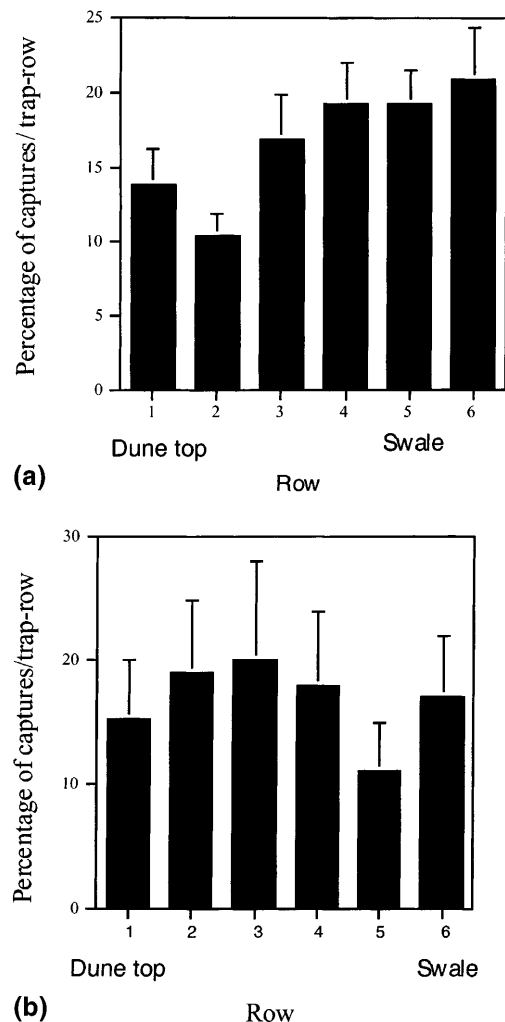 25
20
15
10
5
0
Percentage of captures/ trap-row
1 2 3 4 5 6
Dune top Swale
(a) Row
30
20
10
0
Percentage of captures/trap-row
1 2 3 4 5 6
Dune top Swale
(b) Row